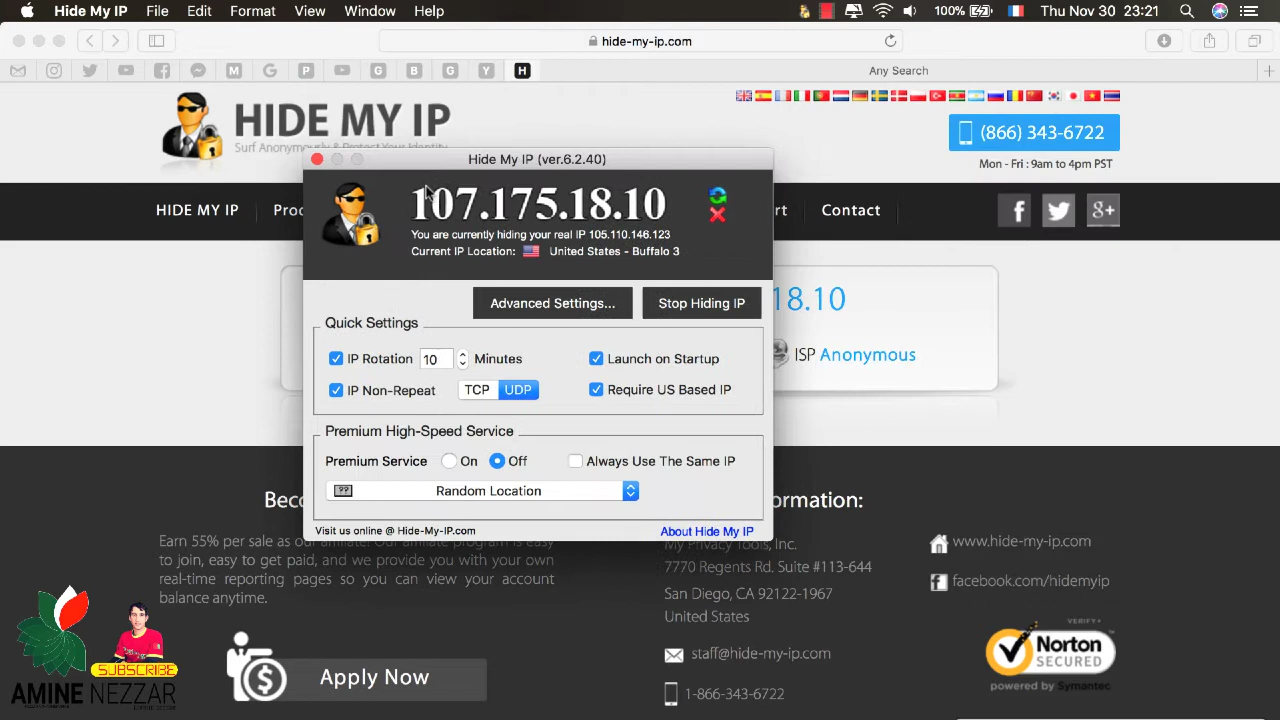 Hide My IP File Edit Format View Window Help 100% Thu Nov 30 23:21
hide-my-ip.com
M G P G B G Y H Any Search
HIDE MY IP
Surf Anonymously & Protect Your Identity
(866) 343-6722
Mon - Fri : 9am to 4pm PST
HIDE MY IP Proc rt Contact
Hide My IP (ver.6.2.40)
107.175.18.10
You are currently hiding your real IP 105.110.146.123
Current IP Location: United States - Buffalo 3
Advanced Settings... Stop Hiding IP
18.10
ISP Anonymous
Quick Settings
IP Rotation 10 Minutes Launch on Startup
IP Non-Repeat TCP UDP Require US Based IP
Premium High-Speed Service
Premium Service On Off Always Use The Same IP
?? Random Location
Visit us online @ Hide-My-IP.com About Hide My IP
Beco formation:
Earn 55% per sale as our affiliate. Our affiliate program is easy
to join, easy to get paid, and we provide you with your own
real-time reporting pages so you can view your account
balance anytime.
Apply Now
My Privacy Tools, Inc.
7770 Regents Rd. Suite #113-644
San Diego, CA 92122-1967
United States
staff@hide-my-ip.com
1-866-343-6722
www.hide-my-ip.com
facebook.com/hidemyip
VERIFY
Norton
SECURED
powered by Symantec
SUBSCRIBE
AMINE NEZZAR